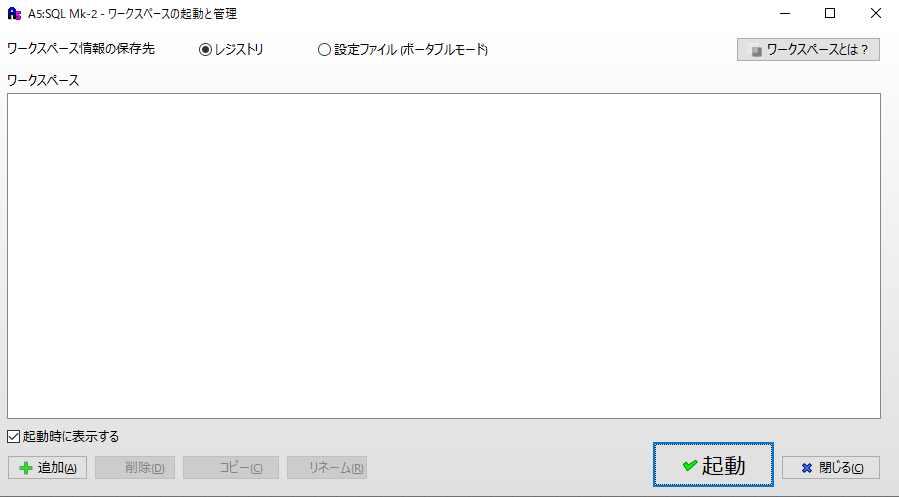 A5:SQL Mk-2 - ワークスペースの起動と管理
ワークスペース情報の保存先 レジストリ 設定ファイル (ポータブルモード) ワークスペースとは？
ワークスペース
起動時に表示する
追加(A) 削除(D) コピー(C) リネーム(R) 起動 閉じる(C)